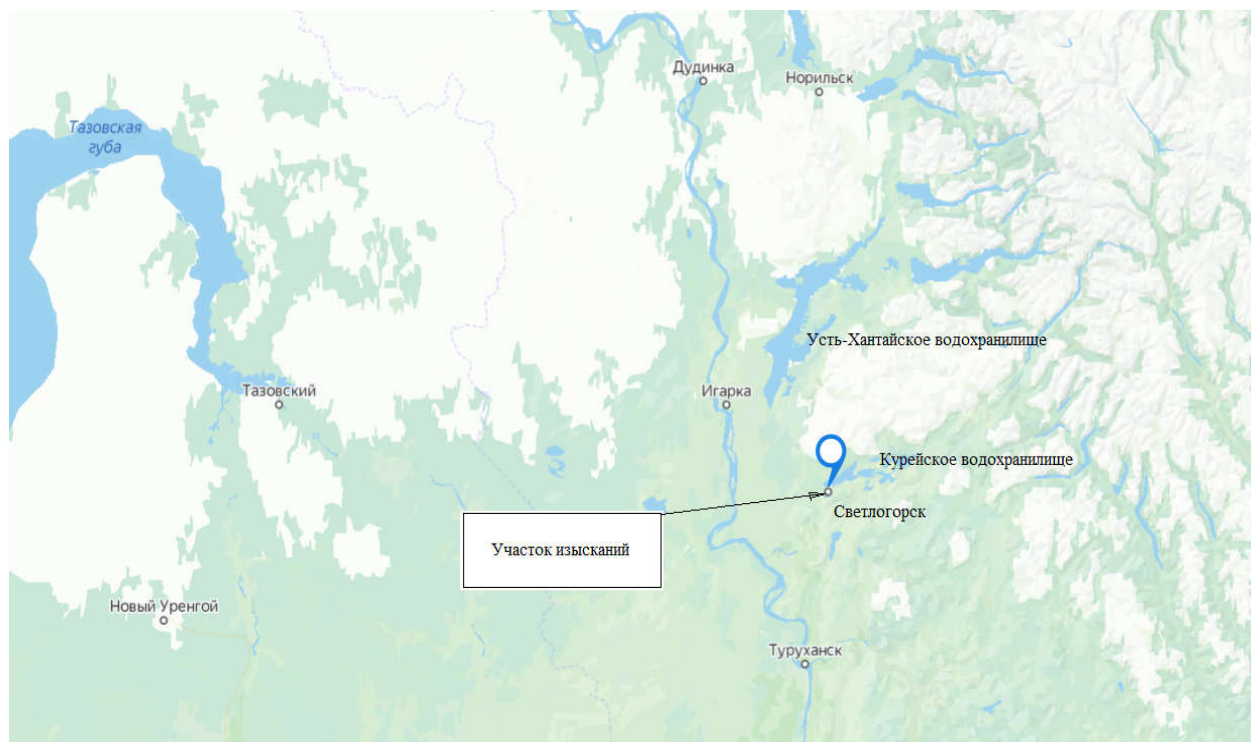 Дудинка
Норильск
Тазовская
губа
Усть-Хантайское водохранилище
Тазовский
Игарка
Курейское водохранилище
Светлогорск
Участок изысканий
Новый Уренгой
Туруханск